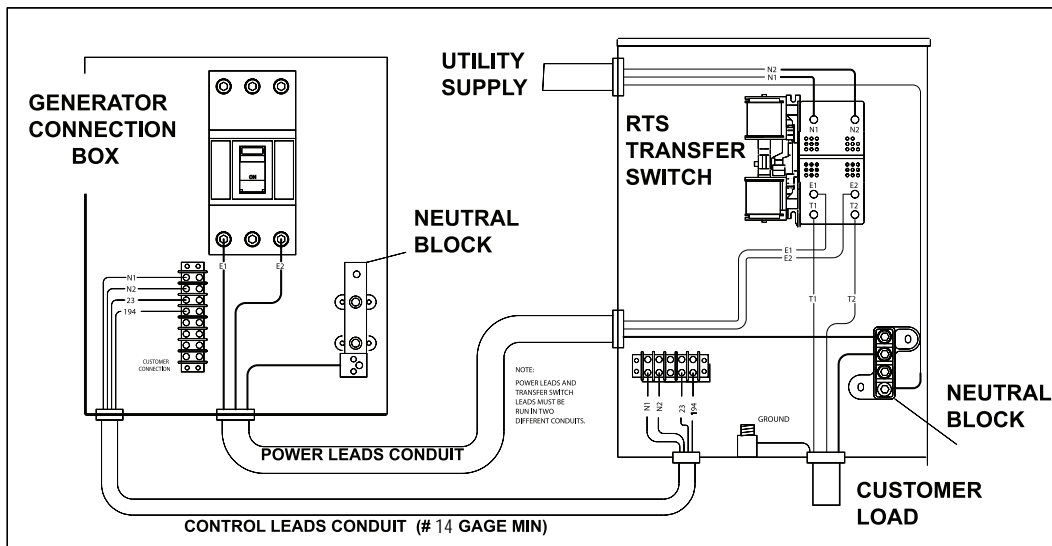 GENERATOR
CONNECTION
BOX
ON
E1
E2
NEUTRAL
BLOCK
N1
N2
23
194
CUSTOMER
CONNECTION
UTILITY
SUPPLY
N2
N1
RTS
TRANSFER
SWITCH
N1
N2
E1
E2
T1
T2
E1
E2
T1
T2
NOTE:
POWER LEADS AND
TRANSFER SWITCH
LEADS MUST BE
RUN IN TWO
DIFFERENT CONDUITS.
N1
N2
23
194
GROUND
NEUTRAL
BLOCK
POWER LEADS CONDUIT
CUSTOMER
LOAD
CONTROL LEADS CONDUIT (# 14 GAGE MIN)